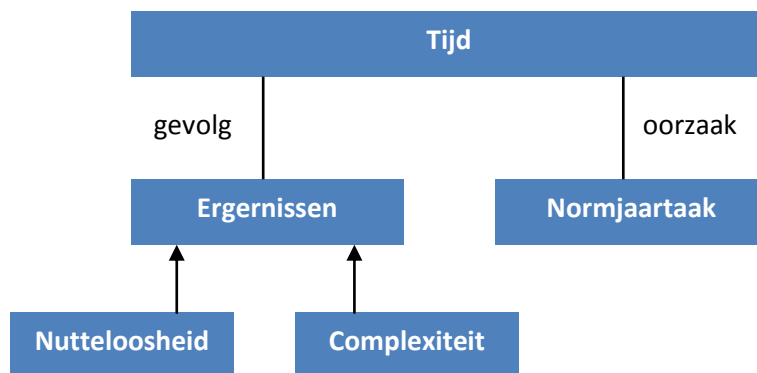 Tijd
gevolg
oorzaak
Ergernissen
Normjaartaak
Nutteloosheid
Complexiteit